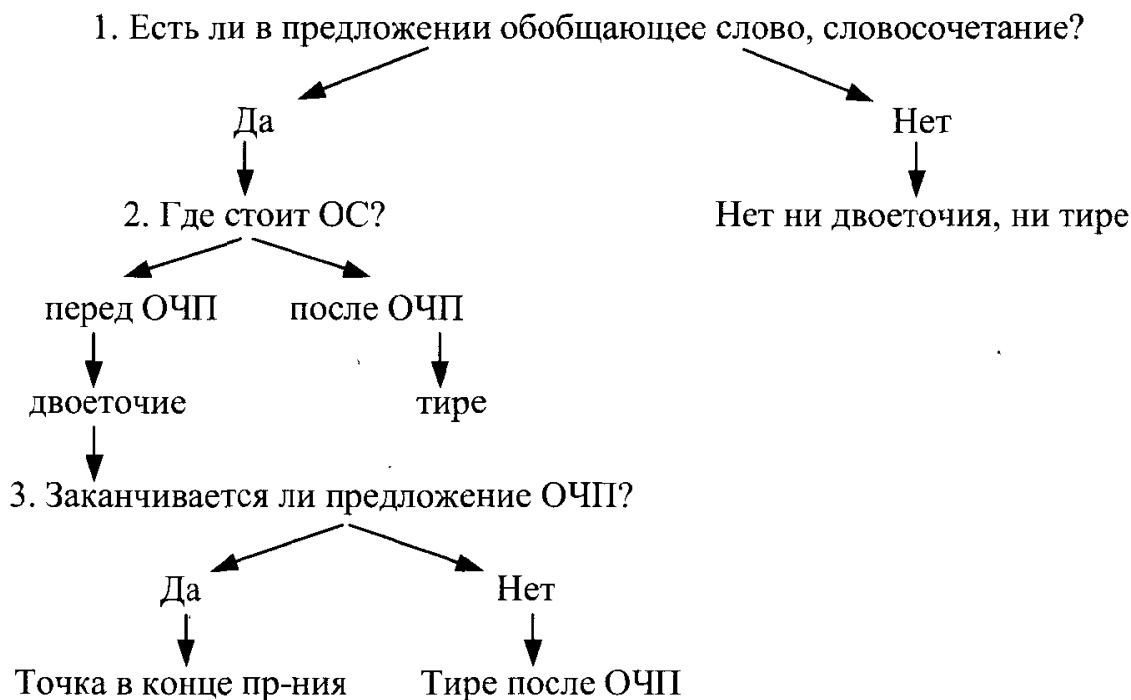 1. Есть ли в предложении обобщающее слово, словосочетание?
Да Нет
2. Где стоит ОС? Нет ни двоеточия, ни тире
перед ОЧП после ОЧП
двоеточие тире
3. Заканчивается ли предложение ОЧП?
Да Нет
Точка в конце пр-ния Тире после ОЧП